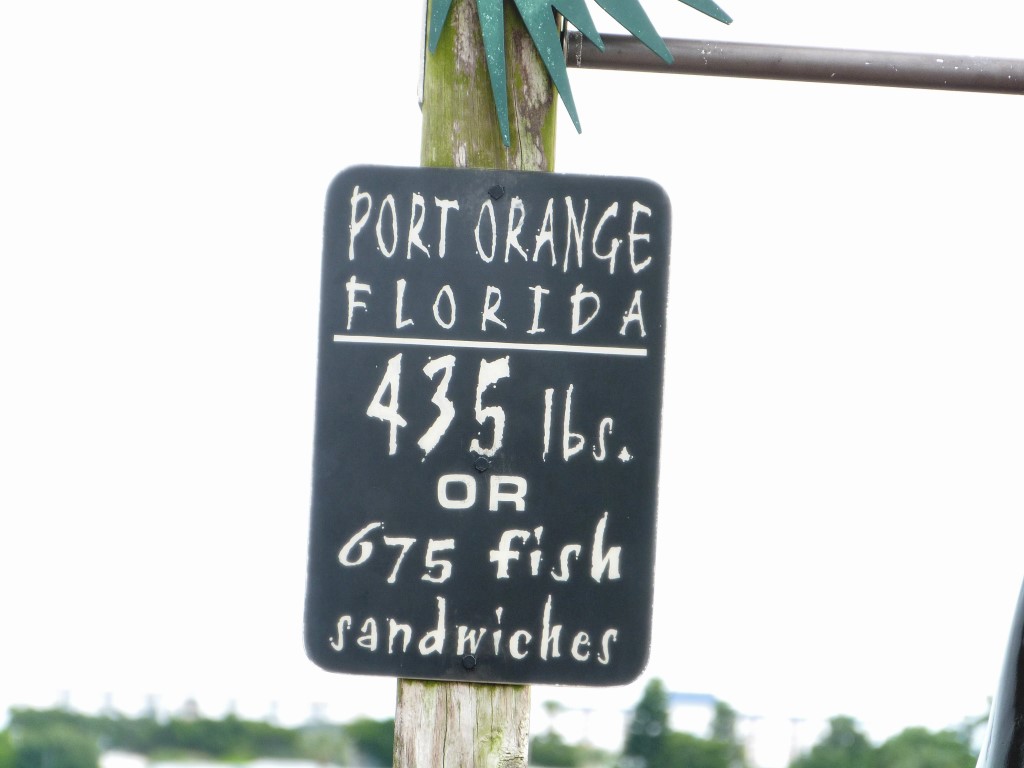 PORT ORANGE
FLORIDA
435 lbs.
OR
675 fish
sandwiches